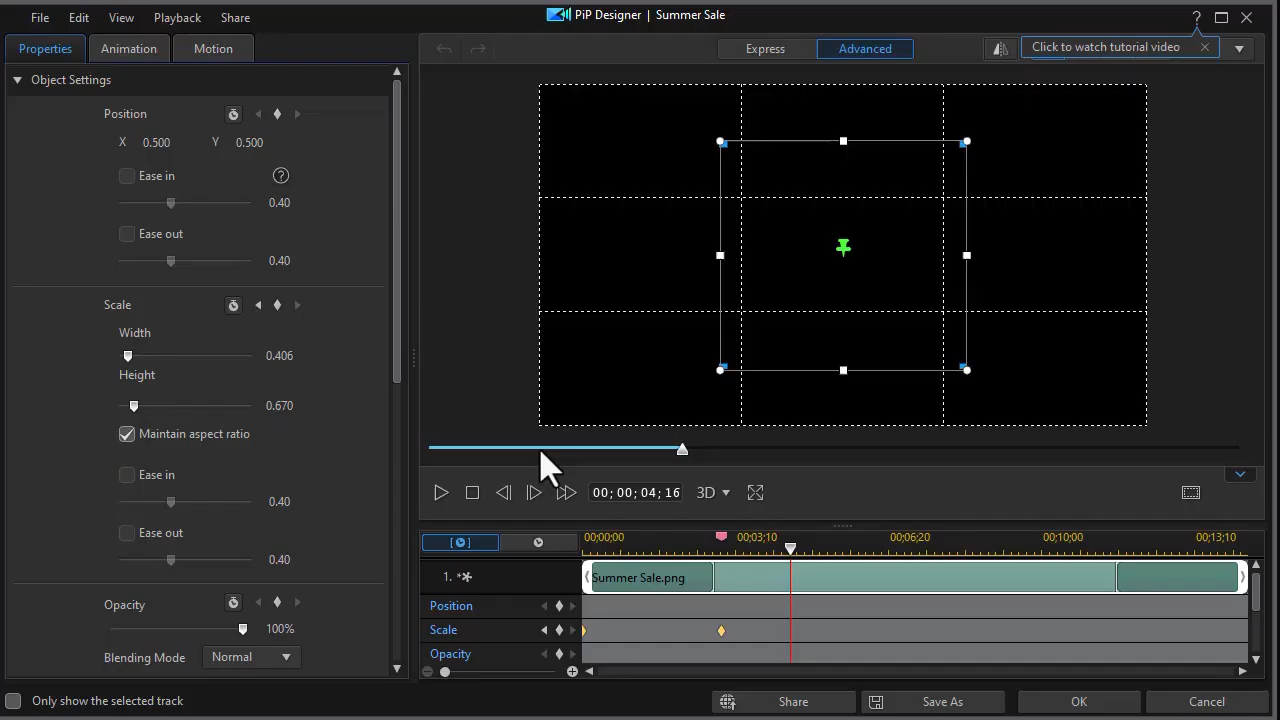 File Edit View Playback Share
PiP Designer | Summer Sale
?
Properties Animation Motion
Express Advanced
Click to watch tutorial video
Object Settings
Position
X 0.500 Y 0.500
Ease in
?
0.40
Ease out
0.40
Scale
Width
0.406
Height
0.670
Maintain aspect ratio
Ease in
0.40
Ease out
0.40
Opacity
100%
Blending Mode Normal
00; 00; 04; 16
3D
00;00;00 00;03;10 00;06;20 00;10;00 00;13;10
1.
Summer Sale.png
Position
Scale
Opacity
Only show the selected track
Share Save As OK Cancel